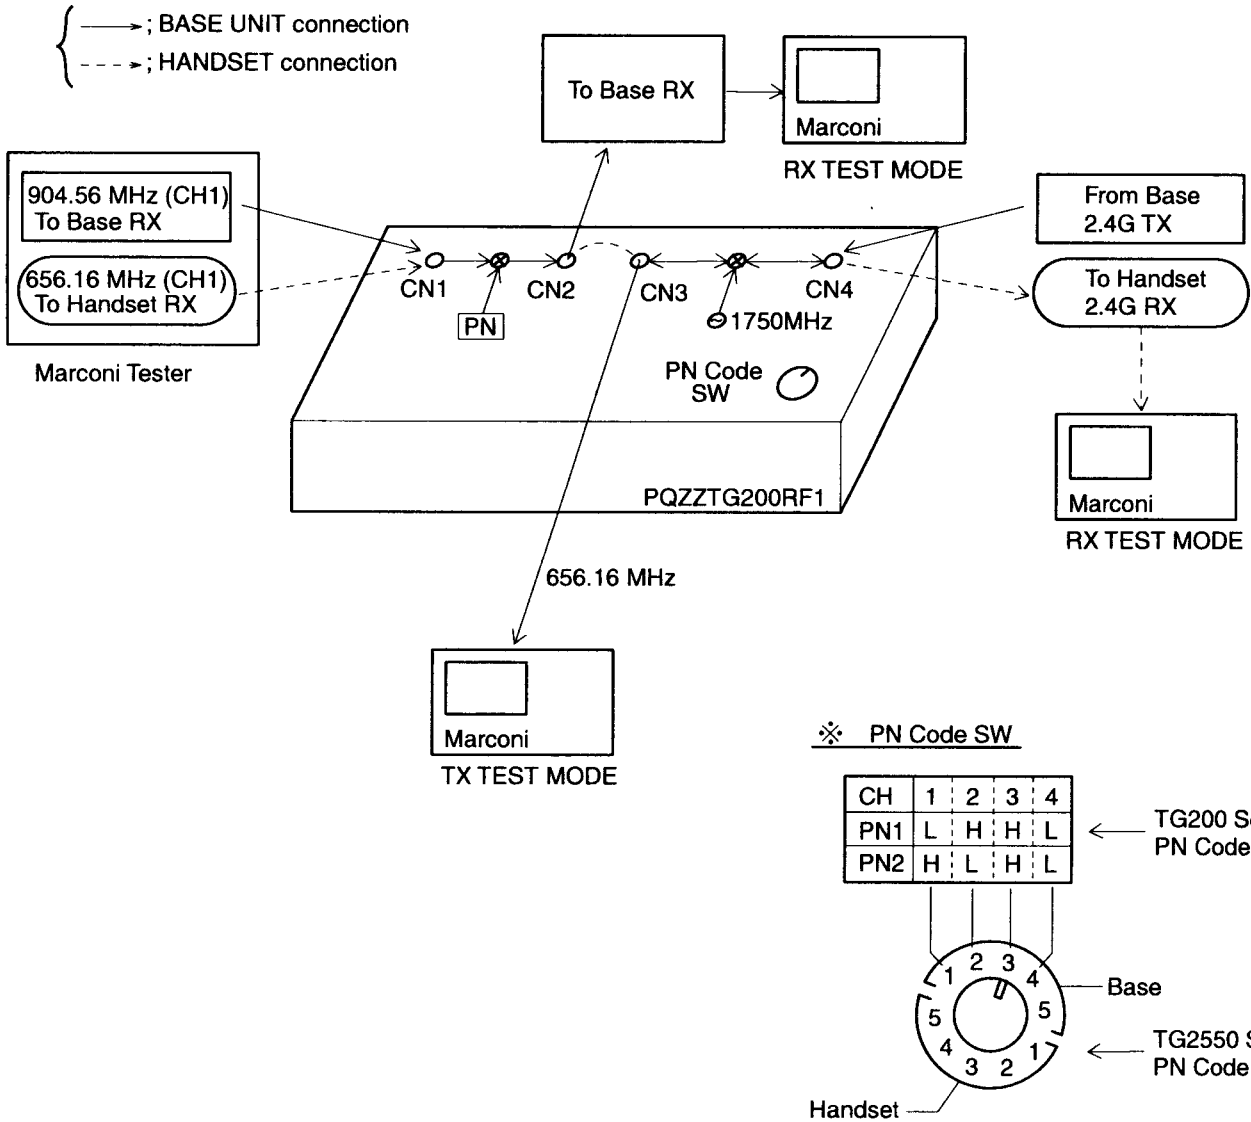 ; BASE UNIT connection
; HANDSET connection
To Base RX
Marconi
RX TEST MODE
904.56 MHz (CH1)
To Base RX
656.16 MHz (CH1)
To Handset RX
Marconi Tester
From Base
2.4G TX
To Handset
2.4G RX
CN1
CN2
CN3
CN4
PN
1750MHz
PN Code
SW
PQZZTG200RF1
Marconi
RX TEST MODE
656.16 MHz
Marconi
TX TEST MODE
※ PN Code SW
CH 1 2 3 4
PN1 L H H L
PN2 H L H L
TG200
PN Code
1 2 3 4 5
Base
5 4 3 2 1
TG2550
PN Code
Handset